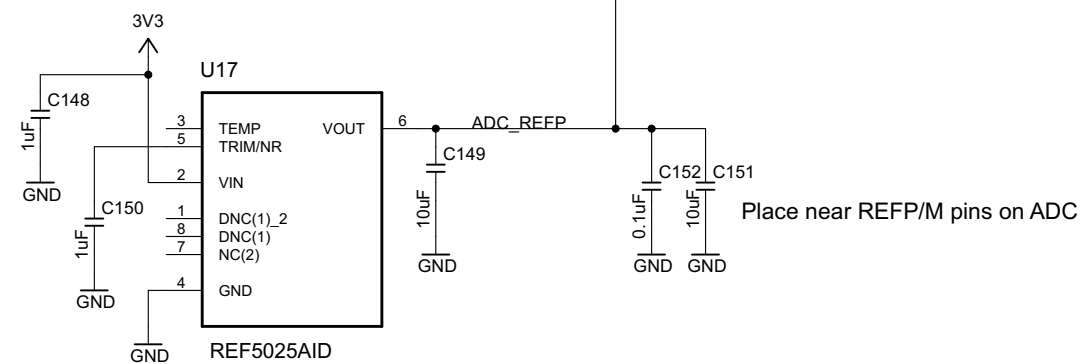 3V3
U17
C148
1uF
GND
C150
1uF
GND
3
TEMP
5
TRIM/NR
2
VIN
1
DNC(1)_2
8
DNC(1)
7
NC(2)
4
GND
GND
VOUT
6
ADC_REFP
REF5025AID
C149
10uF
GND
C152
0.1uF
GND
C151
10uF
GND
Place near REFP/M pins on ADC